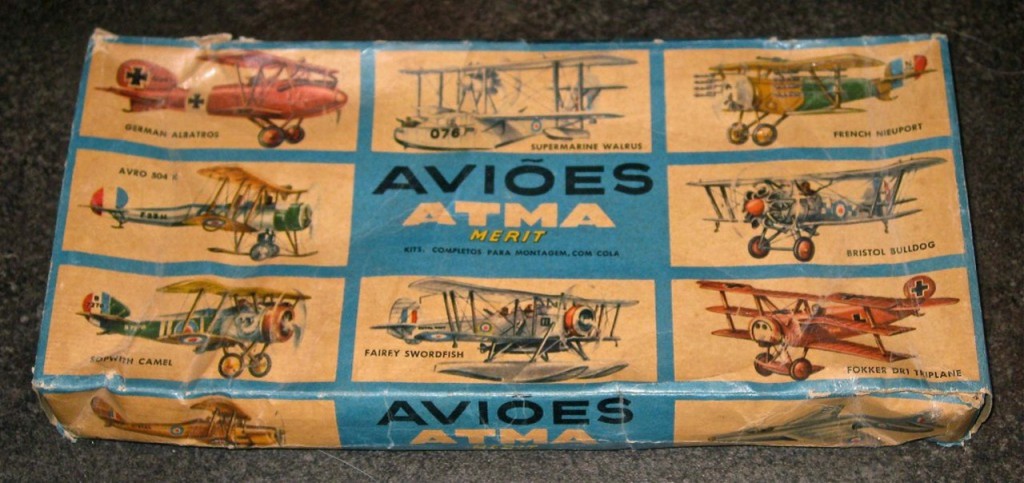 GERMAN ALBATROS
076
SUPERMARINE WALRUS
FRENCH NIEUPORT
AVRO 504
AVIÕES
ATMA
MERIT
KITS. COMPLETOS PARA MONTAGEM, COM COLA
BRISTOL BULLDOG
SOPWITH CAMEL
FAIREY SWORDFISH
FOKKER DR1 TRIPLANE
AVIÕES
ATMA